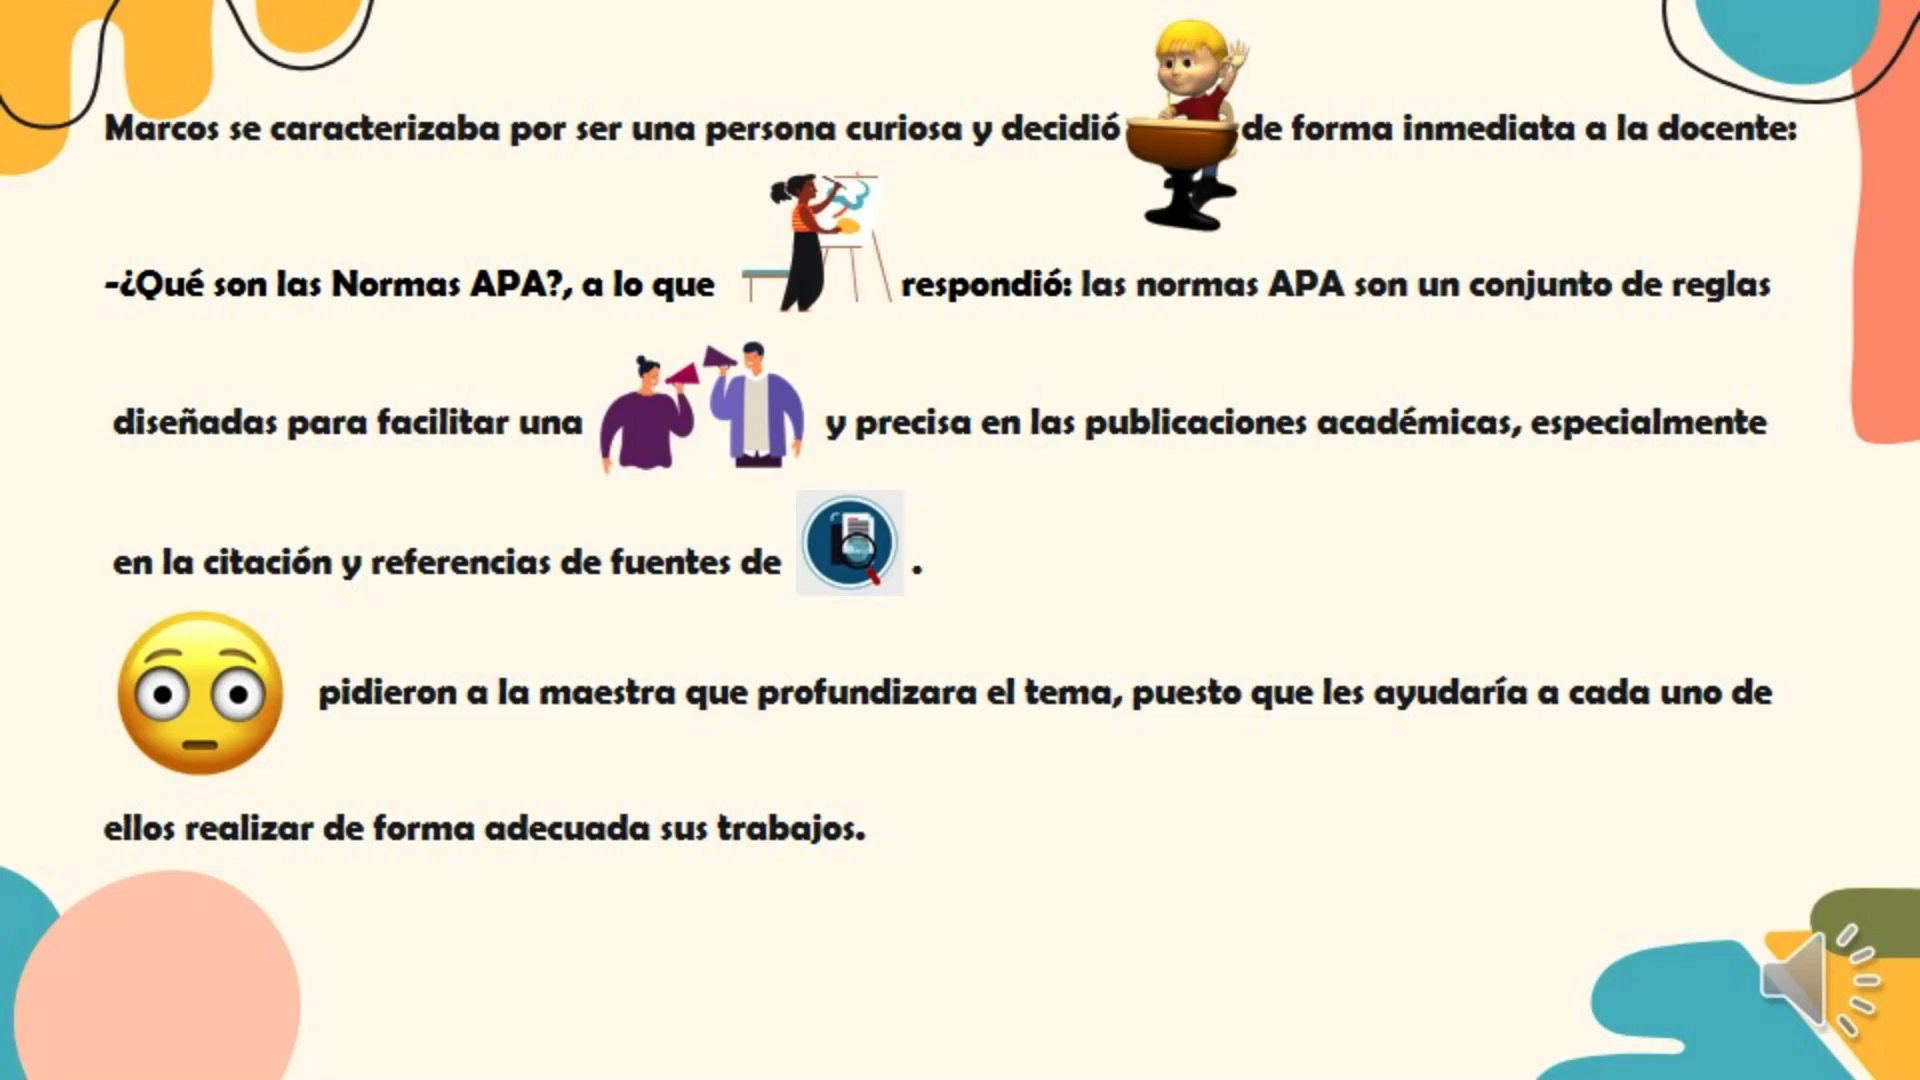 Marcos se caracterizaba por ser una persona curiosa y decidió de forma inmediata a la docente:
-¿Qué son las Normas APA?, a lo que respondió: las normas APA son un conjunto de reglas
diseñadas para facilitar una y precisa en las publicaciones académicas, especialmente
en la citación y referencias de fuentes de .
pidieron a la maestra que profundizara el tema, puesto que les ayudaría a cada uno de
ellos realizar de forma adecuada sus trabajos.